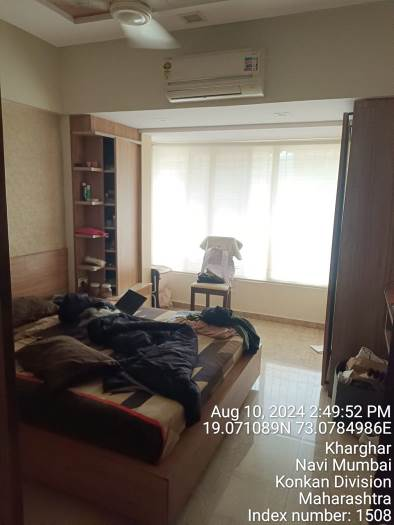 Aug 10, 2024 2:49:52 PM
19.071089N 73.0784986E
Kharghar
Navi Mumbai
Konkan Division
Maharashtra
Index number: 1508